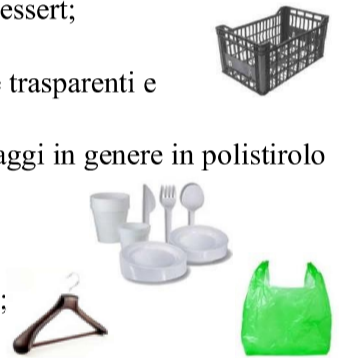 essert;
trasparenti e
aggi in genere in polistirolo
;